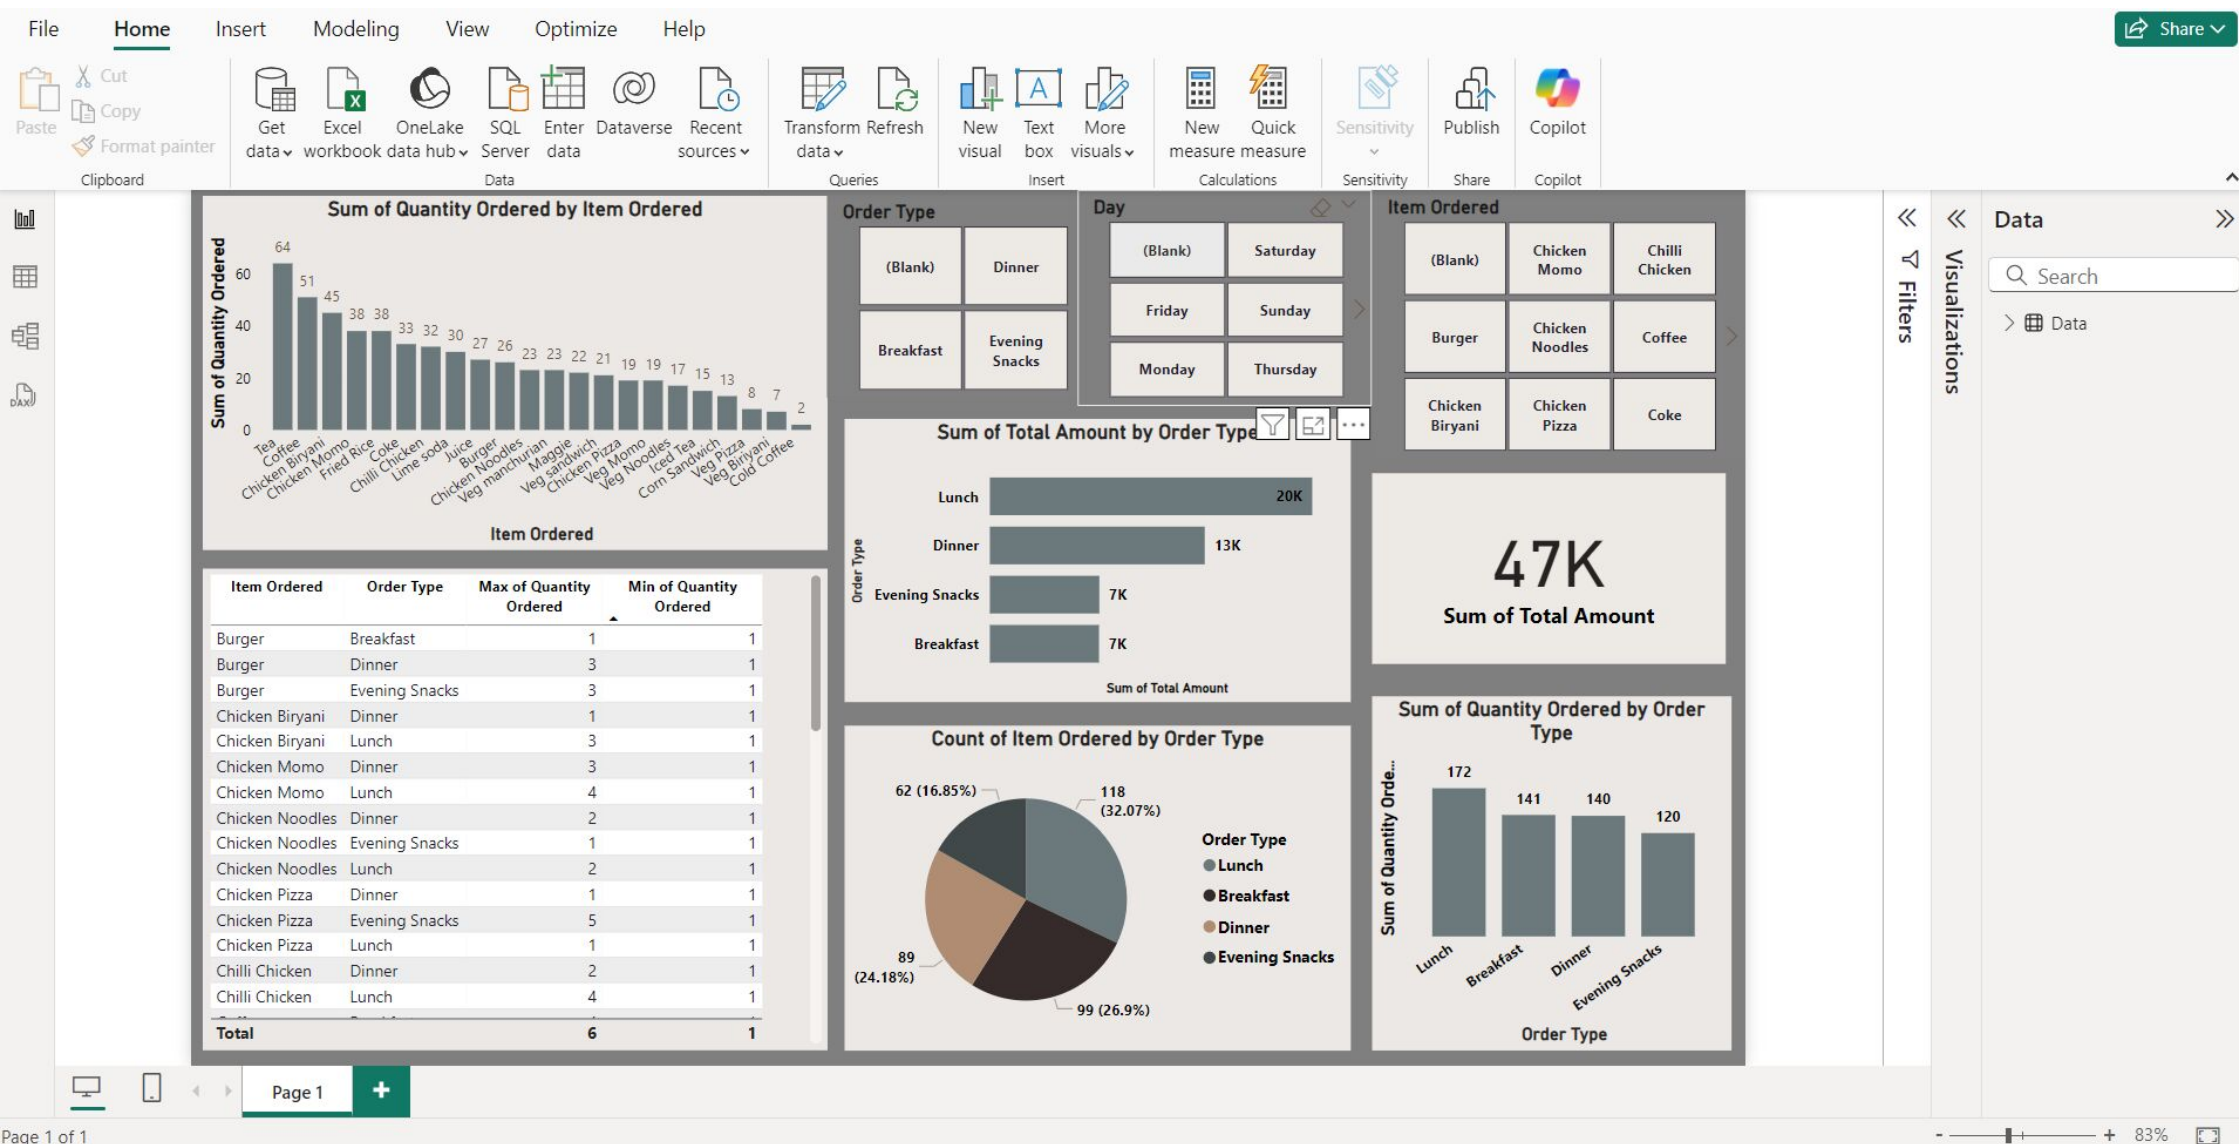 File Home Insert Modeling View Optimize Help Share
Paste
Cut
Copy
Format painter
Clipboard
Get data
Excel workbook
OneLake data hub
SQL Server
Enter data
Dataverse
Recent sources
Data
Transform data
Refresh
Queries
New visual
Text box
More visuals
Insert
New measure
Quick measure
Calculations
Sensitivity
Sensitivity
Publish
Share
Copilot
Copilot
Sum of Quantity Ordered by Item Ordered
Sum of Quantity Ordered
60
40
20
0
64 51 45 38 38 33 32 30 27 26 23 23 22 21 19 19 17 15 13 8 7 2
Tea
Coffee
Chicken Biryani
Chicken Momo
Fried Rice
Coke
Chilli Chicken
Lime soda
Juice
Burger
Chicken Noodles
Veg manchurian
Maggie
Veg sandwich
Chicken Pizza
Veg Momo
Veg Noodles
Iced Tea
Corn Sandwich
Veg Pizza
Veg Biriyani
Cold Coffee
Item Ordered
Item Ordered Order Type Max of Quantity Ordered Min of Quantity Ordered
Burger Breakfast 1 1
Burger Dinner 3 1
Burger Evening Snacks 3 1
Chicken Biryani Dinner 1 1
Chicken Biryani Lunch 3 1
Chicken Momo Dinner 3 1
Chicken Momo Lunch 4 1
Chicken Noodles Dinner 2 1
Chicken Noodles Evening Snacks 1 1
Chicken Noodles Lunch 2 1
Chicken Pizza Dinner 1 1
Chicken Pizza Evening Snacks 5 1
Chicken Pizza Lunch 1 1
Chilli Chicken Dinner 2 1
Chilli Chicken Lunch 4 1
Total 6 1
Order Type
(Blank) Dinner
Breakfast Evening Snacks
Day
(Blank) Saturday
Friday Sunday
Monday Thursday
Item Ordered
(Blank) Chicken Momo Chilli Chicken
Burger Chicken Noodles Coffee
Chicken Biryani Chicken Pizza Coke
Sum of Total Amount by Order Type
Order Type
Lunch 20K
Dinner 13K
Evening Snacks 7K
Breakfast 7K
Sum of Total Amount
47K
Sum of Total Amount
Count of Item Ordered by Order Type
62 (16.85%)
118
(32.07%)
89
(24.18%)
99 (26.9%)
Order Type
Lunch
Breakfast
Dinner
Evening Snacks
Sum of Quantity Ordered by Order
Type
Sum of Quantity Orde...
172 141 140 120
Lunch
Breakfast
Dinner
Evening Snacks
Order Type
Filters
Visualizations
Data
Search
Data
Page 1
Page 1 of 1
- + 83%